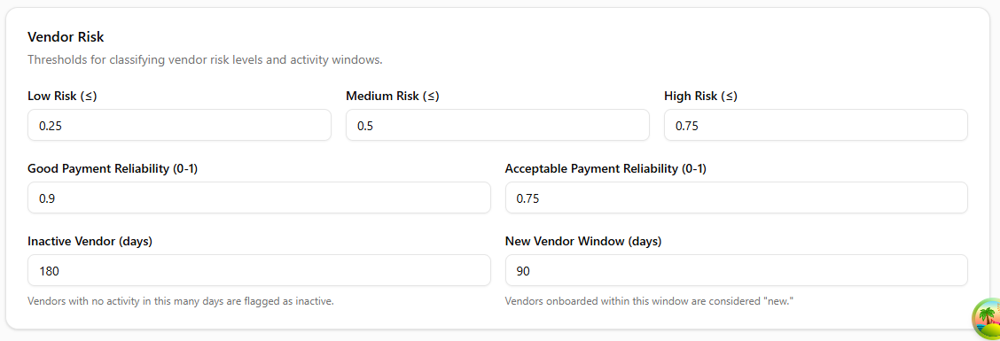 Vendor Risk
Thresholds for classifying vendor risk levels and activity windows.
Low Risk (≤)
Medium Risk (≤)
High Risk (≤)
0.25
0.5
0.75
Good Payment Reliability (0-1)
Acceptable Payment Reliability (0-1)
0.9
0.75
Inactive Vendor (days)
New Vendor Window (days)
180
90
Vendors with no activity in this many days are flagged as inactive.
Vendors onboarded within this window are considered "new."